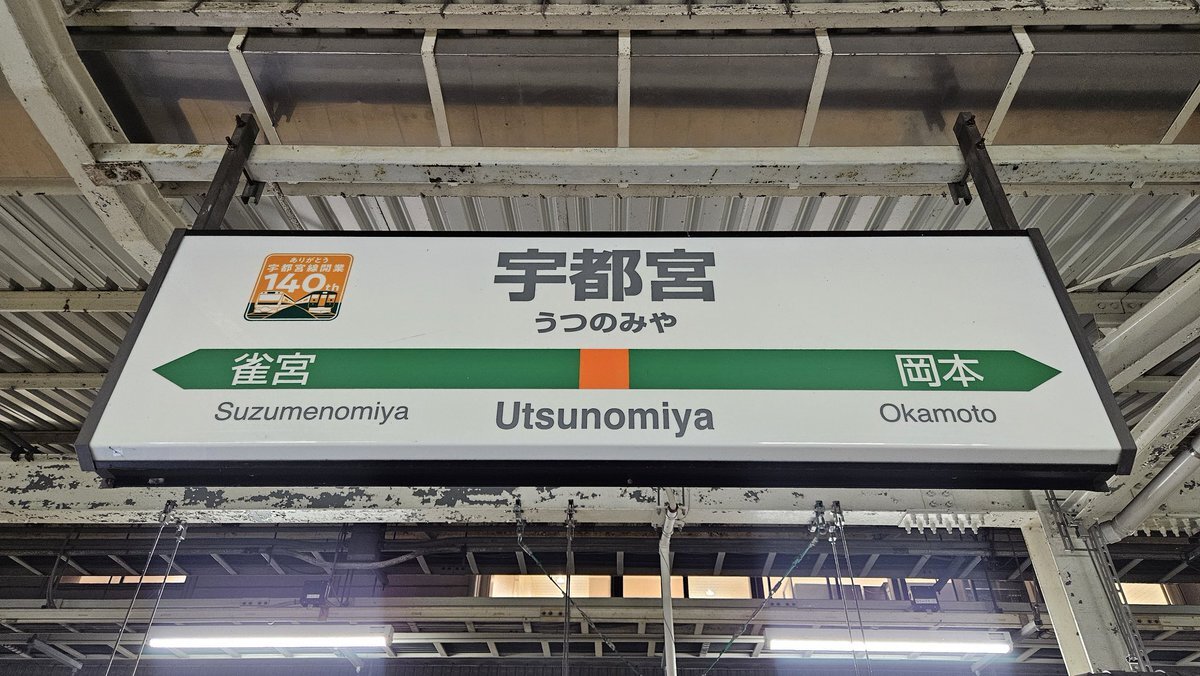 ありがとう
宇都宮線開業
140th
宇都宮
うつのみや
雀宮
岡本
Suzumenomiya
Utsunomiya
Okamoto